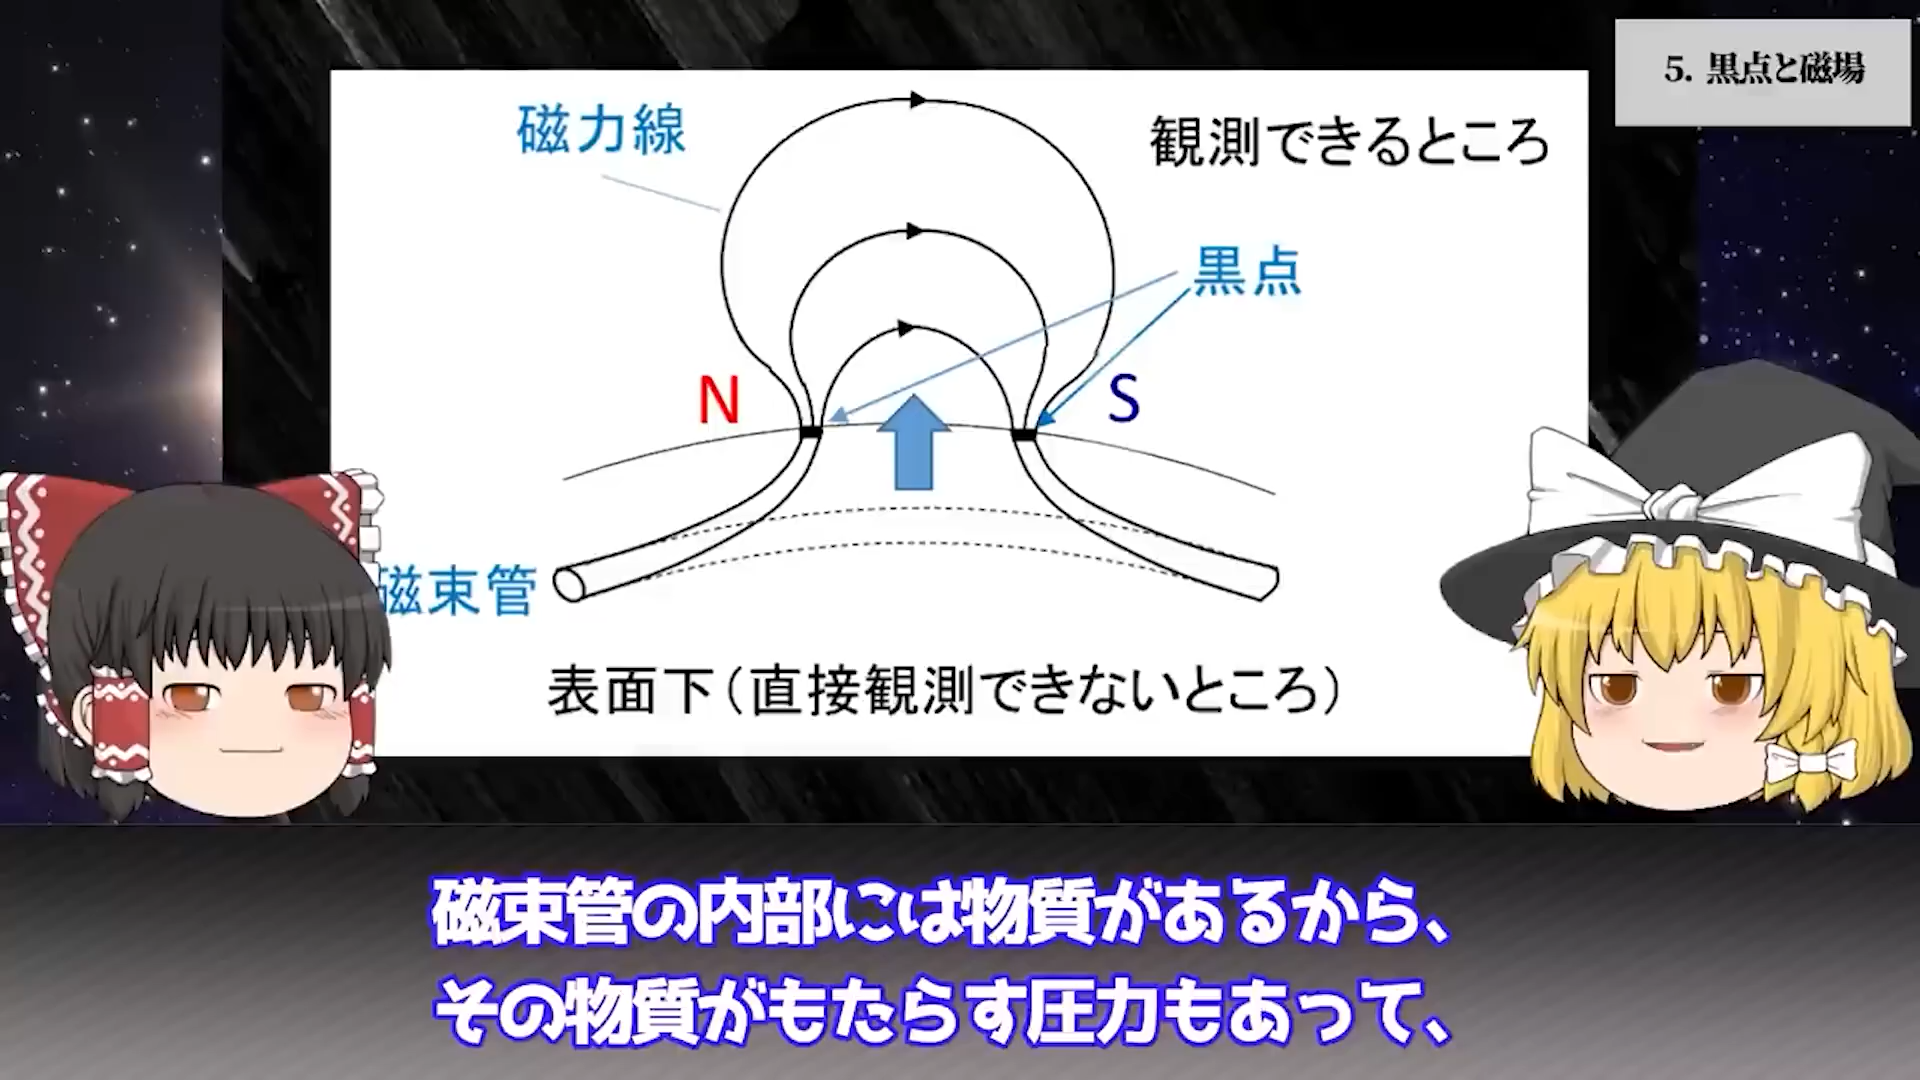 5. 黒点と磁場
磁力線
観測できるところ
黒点
N
S
磁束管
表面下（直接観測できないところ）
磁束管の内部には物質があるから、
その物質がもたらす圧力もあって、